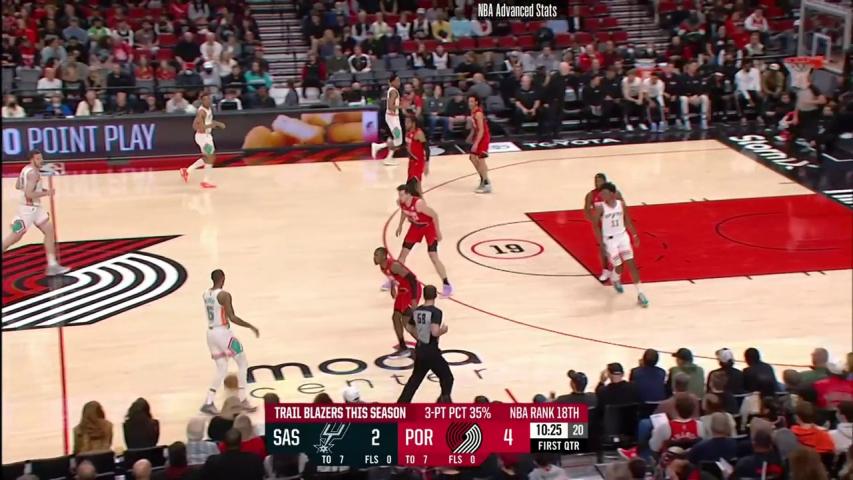 NBA Advanced Stats
O POINT PLAY
TOYOTA
StanCorp
19
11
58
moda
center
TRAIL BLAZERS THIS SEASON 3-PT PCT 35% NBA RANK 18TH
SAS 2 POR 4 10:25 20
TO 7 FLS 0 TO 7 FLS 0 FIRST QTR